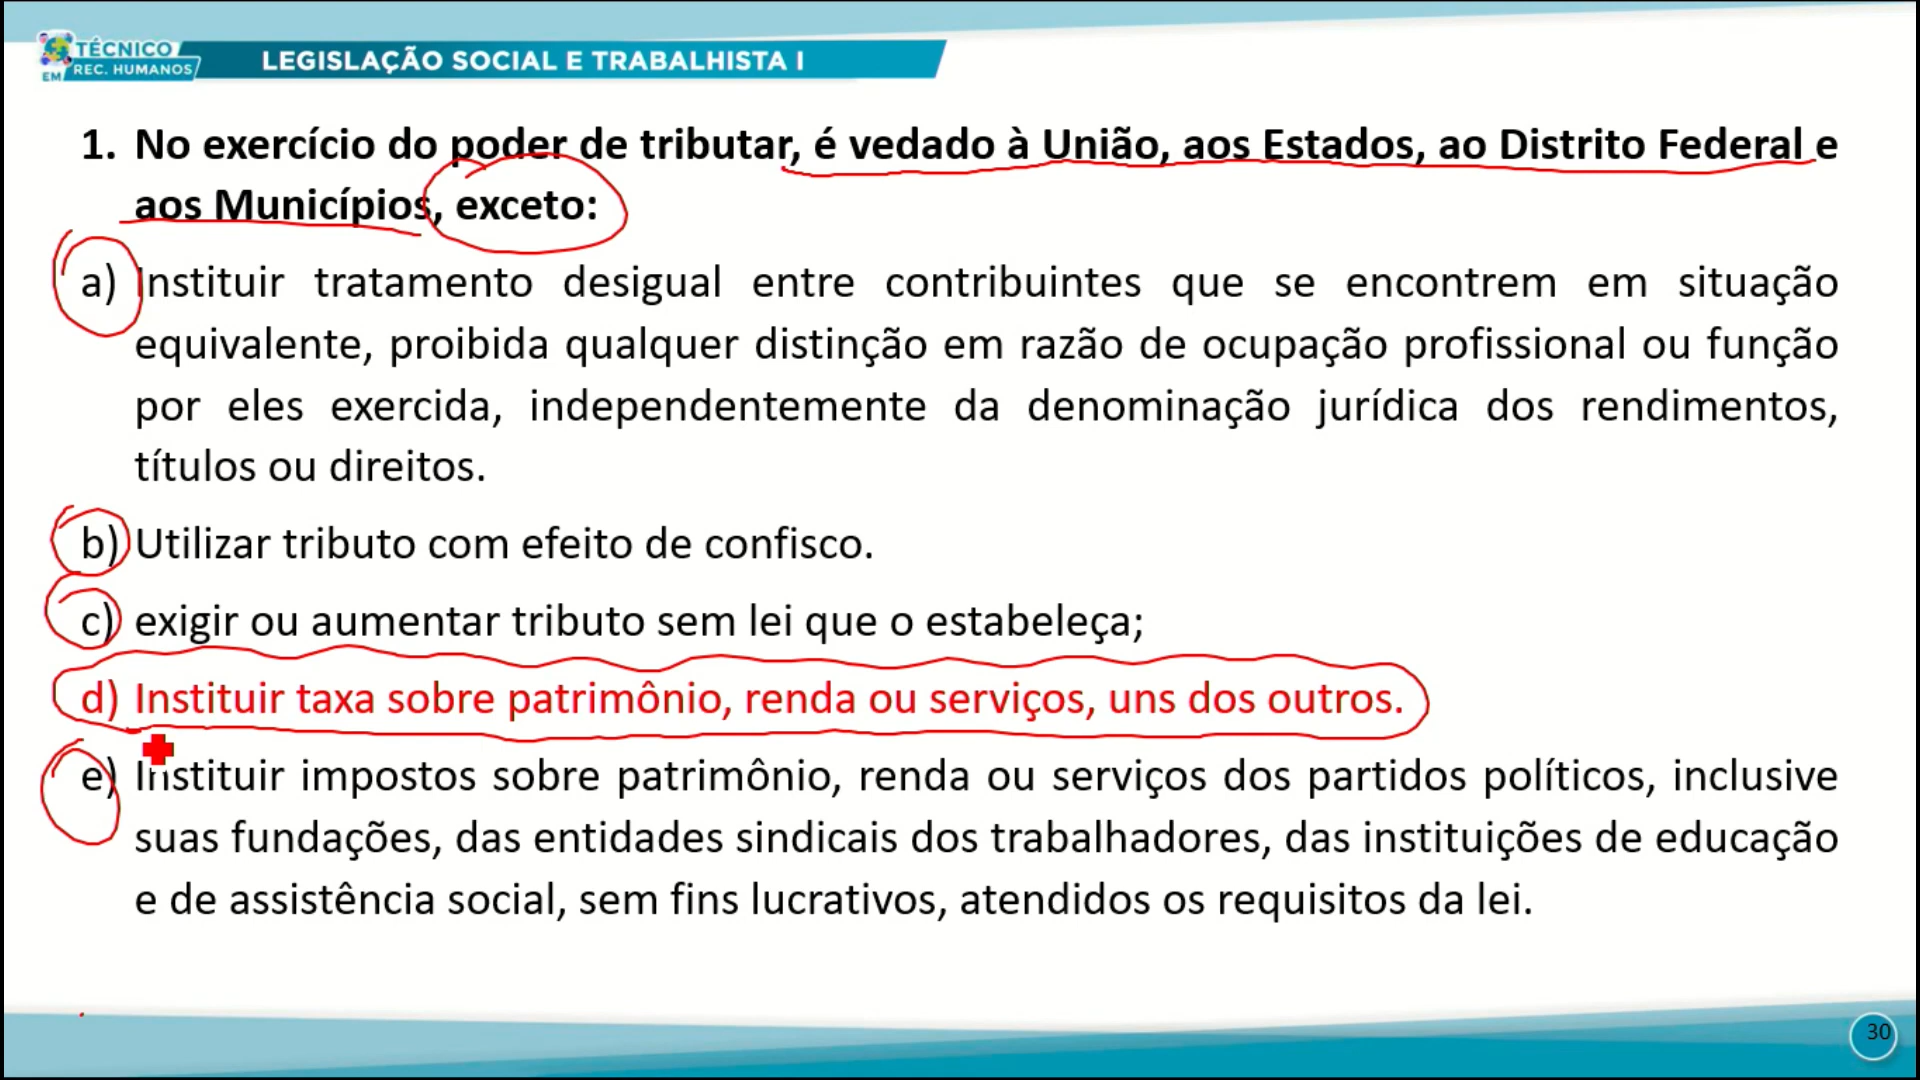 TÉCNICO
EM REC. HUMANOS
LEGISLAÇÃO SOCIAL E TRABALHISTA I
1. No exercício do poder de tributar, é vedado à União, aos Estados, ao Distrito Federal e
aos Municípios, exceto:
a) Instituir tratamento desigual entre contribuintes que se encontrem em situação
equivalente, proibida qualquer distinção em razão de ocupação profissional ou função
por eles exercida, independentemente da denominação jurídica dos rendimentos,
títulos ou direitos.
b) Utilizar tributo com efeito de confisco.
c) exigir ou aumentar tributo sem lei que o estabeleça;
d) Instituir taxa sobre patrimônio, renda ou serviços, uns dos outros.
e) Instituir impostos sobre patrimônio, renda ou serviços dos partidos políticos, inclusive
suas fundações, das entidades sindicais dos trabalhadores, das instituições de educação
e de assistência social, sem fins lucrativos, atendidos os requisitos da lei.
30